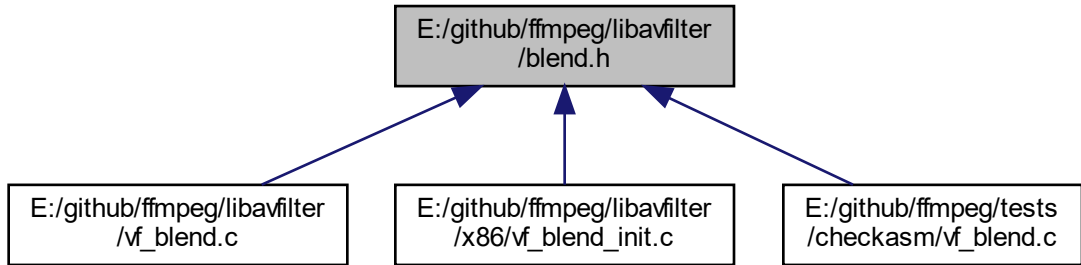 E:/github/ffmpeg/libavfilter
/blend.h
E:/github/ffmpeg/libavfilter
/vf_blend.c
E:/github/ffmpeg/libavfilter
/x86/vf_blend_init.c
E:/github/ffmpeg/tests
/checkasm/vf_blend.c